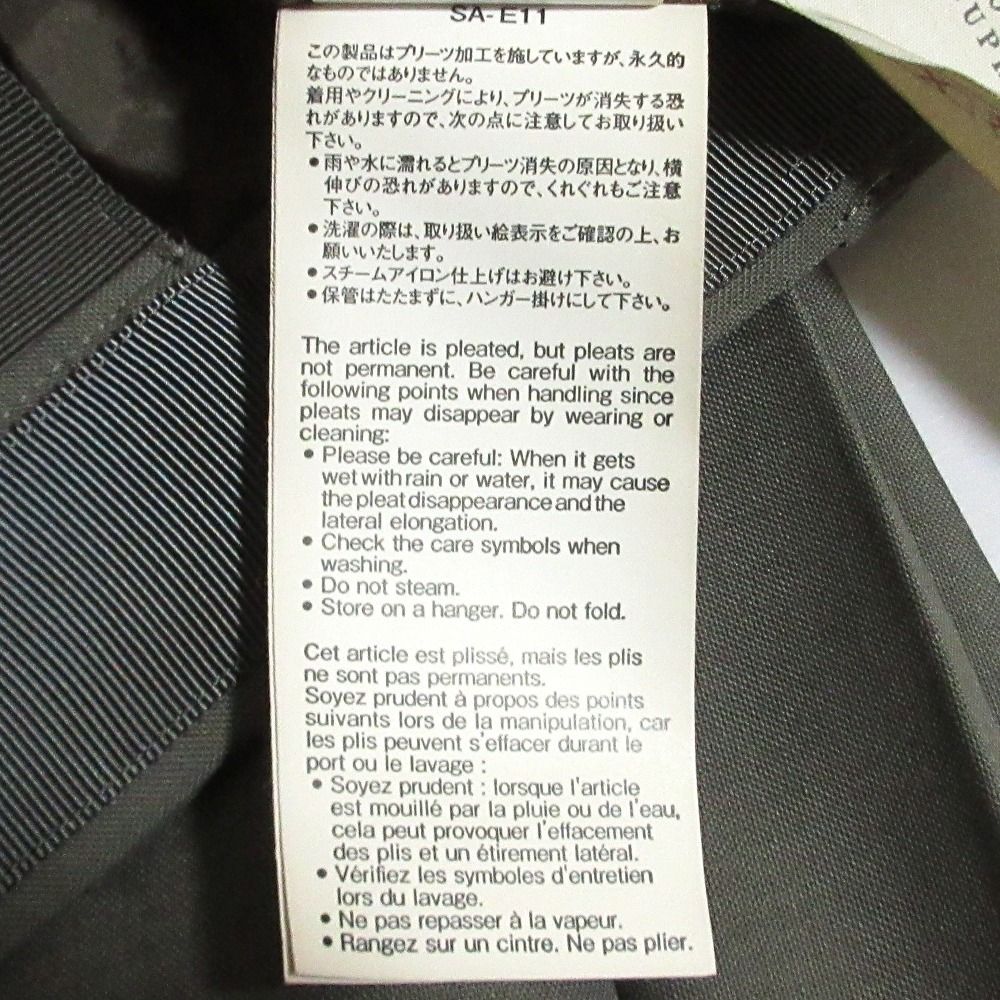 SA-E11
この製品はプリーツ加工を施していますが、永久的
なものではありません。
着用やクリーニングにより、プリーツが消失する恐
れがありますので、次の点に注意してお取り扱い
下さい。
●雨や水に濡れるとプリーツ消失の原因となり、横
伸びの恐れがありますので、くれぐれもご注意
下さい。
●洗濯の際は、取り扱い絵表示をご確認の上、お
願いいたします。
●スチームアイロン仕上げはお避け下さい。
●保管はたたまずに、ハンガー掛けにして下さい。
The article is pleated, but pleats are
not permanent. Be careful with the
following points when handling since
pleats may disappear by wearing or
cleaning:
● Please be careful: When it gets
wet with rain or water, it may cause
the pleat disappearance and the
lateral elongation.
● Check the care symbols when
washing.
● Do not steam.
● Store on a hanger. Do not fold.
Cet article est plissé, mais les plis
ne sont pas permanents.
Soyez prudent à propos des points
suivants lors de la manipulation, car
les plis peuvent s'effacer durant le
port ou le lavage :
● Soyez prudent : lorsque l'article
est mouillé par la pluie ou de l'eau,
cela peut provoquer l'effacement
des plis et un étirement latéral.
● Vérifiez les symboles d'entretien
lors du lavage.
● Ne pas repasser à la vapeur.
● Rangez sur un cintre. Ne pas plier.